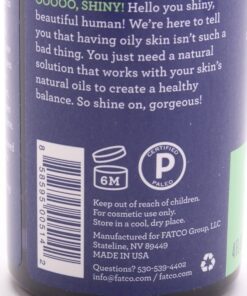 OOOOO, SHINY! Hello you shiny,
beautiful human! We're here to tell
you that having oily skin isn't such a
bad thing. You just need a natural
solution that works with your skin's
natural oils to create a healthy
balance. So shine on, gorgeous!
6M
CERTIFIED
P
PALEO
Keep out of reach of children.
For cosmetic use only.
Store in a cool, dry place.
Manufactured for FATCO Group, LLC
Stateline, NV 89449
MADE IN USA
Questions? 530-539-4402
info@fatco.com / fatco.com